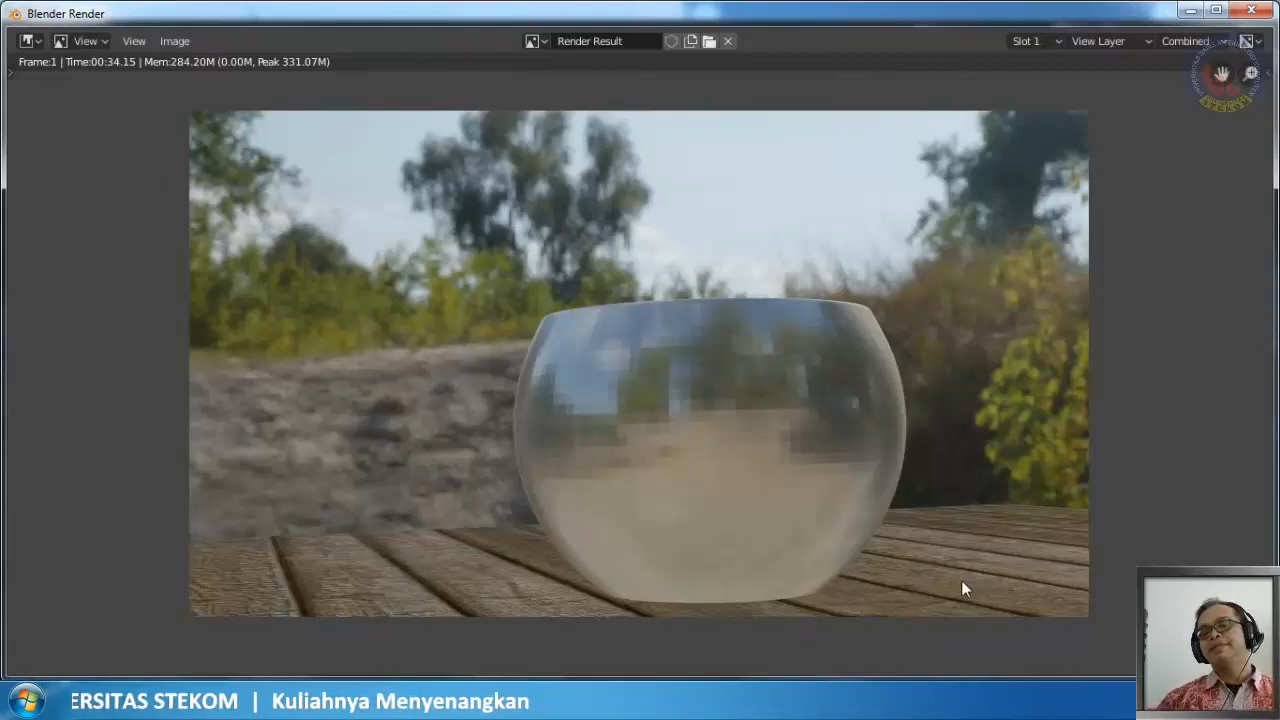 Blender Render
View View Image Render Result Slot 1 View Layer Combined
Frame:1 | Time:00:34.15 | Mem:284.20M (0.00M, Peak 331.07M)
ERSITAS STEKOM | Kuliahnya Menyenangkan